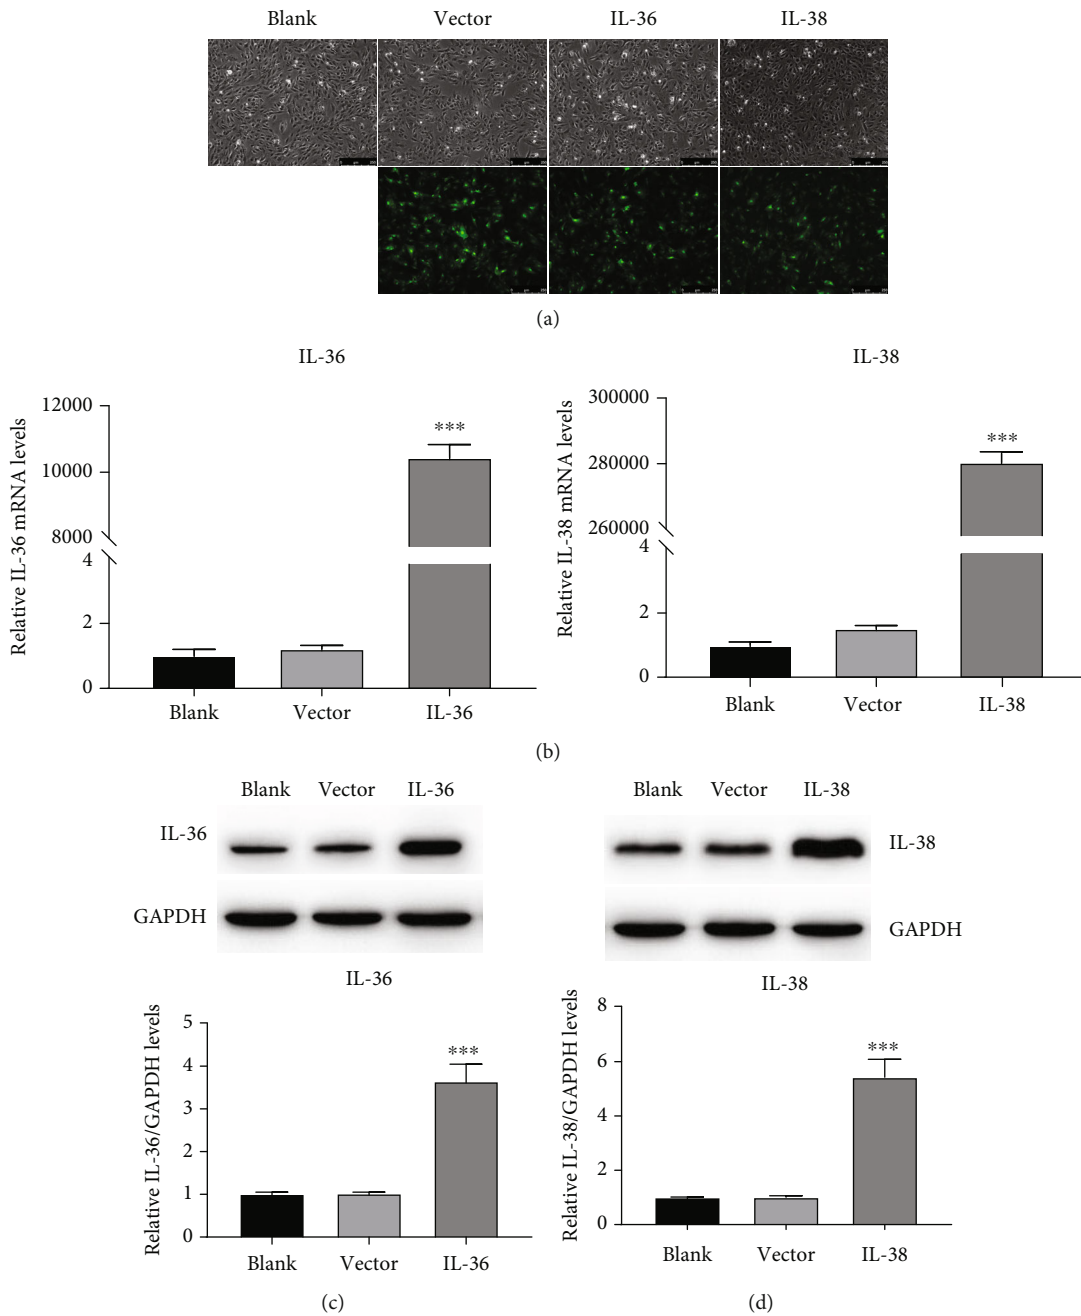 Blank Vector IL-36 IL-38
(a)
IL-36
Relative IL-36 mRNA levels
12000
10000
8000
4
2
0
***
Blank Vector IL-36
IL-38
Relative IL-38 mRNA levels
300000
280000
260000
4
2
0
***
Blank Vector IL-38
(b)
Blank Vector IL-36
IL-36
GAPDH
IL-36
Relative IL-36/GAPDH levels
5
4
3
2
1
0
***
Blank Vector IL-36
(c)
Blank Vector IL-38
IL-38
GAPDH
IL-38
Relative IL-38/GAPDH levels
8
6
4
2
0
***
Blank Vector IL-38
(d)